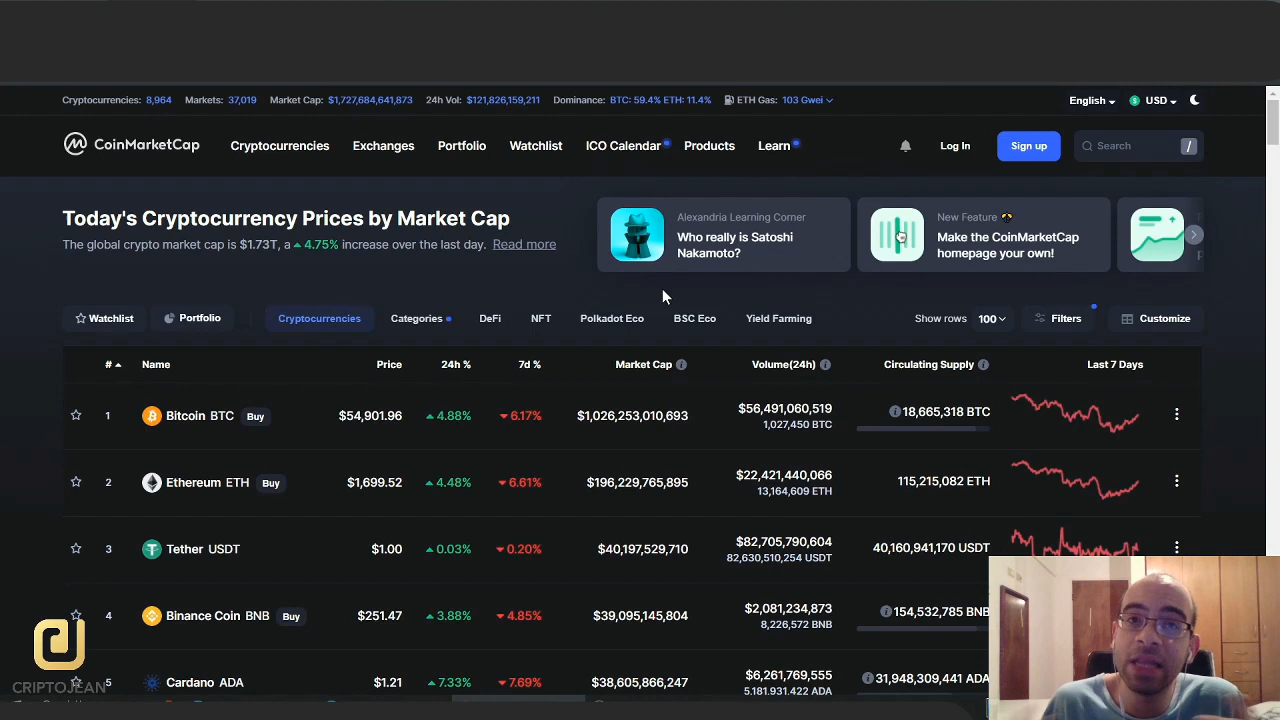 Cryptocurrencies: 8,964 Markets: 37,019 Market Cap: $1,727,684,641,873 24h Vol: $121,826,159,211 Dominance: BTC: 59.4% ETH: 11.4% ETH Gas: 103 Gwei English USD
CoinMarketCap Cryptocurrencies Exchanges Portfolio Watchlist ICO Calendar Products Learn Log In Sign up Search /
Today's Cryptocurrency Prices by Market Cap
The global crypto market cap is $1.73T, a 4.75% increase over the last day. Read more
Alexandria Learning Corner
Who really is Satoshi
Nakamoto?
New Feature
Make the CoinMarketCap
homepage your own!
Watchlist Portfolio Cryptocurrencies Categories DeFi NFT Polkadot Eco BSC Eco Yield Farming Show rows 100 Filters Customize
# Name Price 24h % 7d % Market Cap Volume(24h) Circulating Supply Last 7 Days
1 Bitcoin BTC Buy $54,901.96 4.88% 6.17% $1,026,253,010,693 $56,491,060,519 18,665,318 BTC
1,027,450 BTC
2 Ethereum ETH Buy $1,699.52 4.48% 6.61% $196,229,765,895 $22,421,440,066 115,215,082 ETH
13,164,609 ETH
3 Tether USDT $1.00 0.03% 0.20% $40,197,529,710 $82,705,790,604 40,160,941,170 USDT
82,630,510,254 USDT
4 Binance Coin BNB Buy $251.47 3.88% 4.85% $39,095,145,804 $2,081,234,873 154,532,785 BNB
8,226,572 BNB
5 Cardano ADA $1.21 7.33% 7.69% $38,605,866,247 $6,261,769,555 31,948,309,441 ADA
5,181,931,422 ADA
CRIPTOJEAN